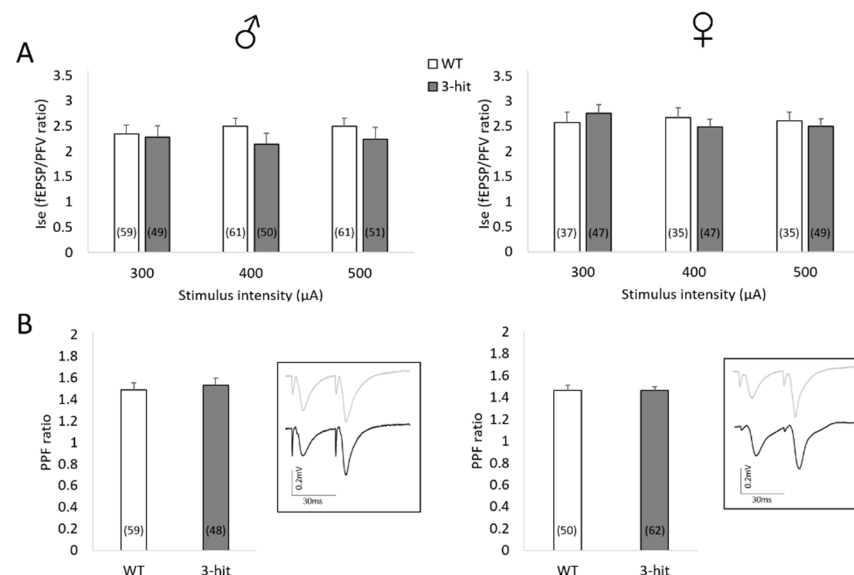 ♂
♀
A
WT
3-hit
Ise (fEPSP/PFV ratio)
3.5
3
2.5
2
1.5
1
0.5
0
(59) (49) (61) (50) (61) (51)
300 400 500
Stimulus intensity (µA)
Ise (fEPSP/PFV ratio)
3.5
3
2.5
2
1.5
1
0.5
0
(37) (47) (35) (47) (35) (49)
300 400 500
Stimulus intensity (µA)
B
PPF ratio
2
1.8
1.6
1.4
1.2
1
0.8
0.6
0.4
0.2
0
(59) (48)
WT 3-hit
0.2mV
30ms
PPF ratio
2
1.8
1.6
1.4
1.2
1
0.8
0.6
0.4
0.2
0
(50) (62)
WT 3-hit
0.2mV
30ms